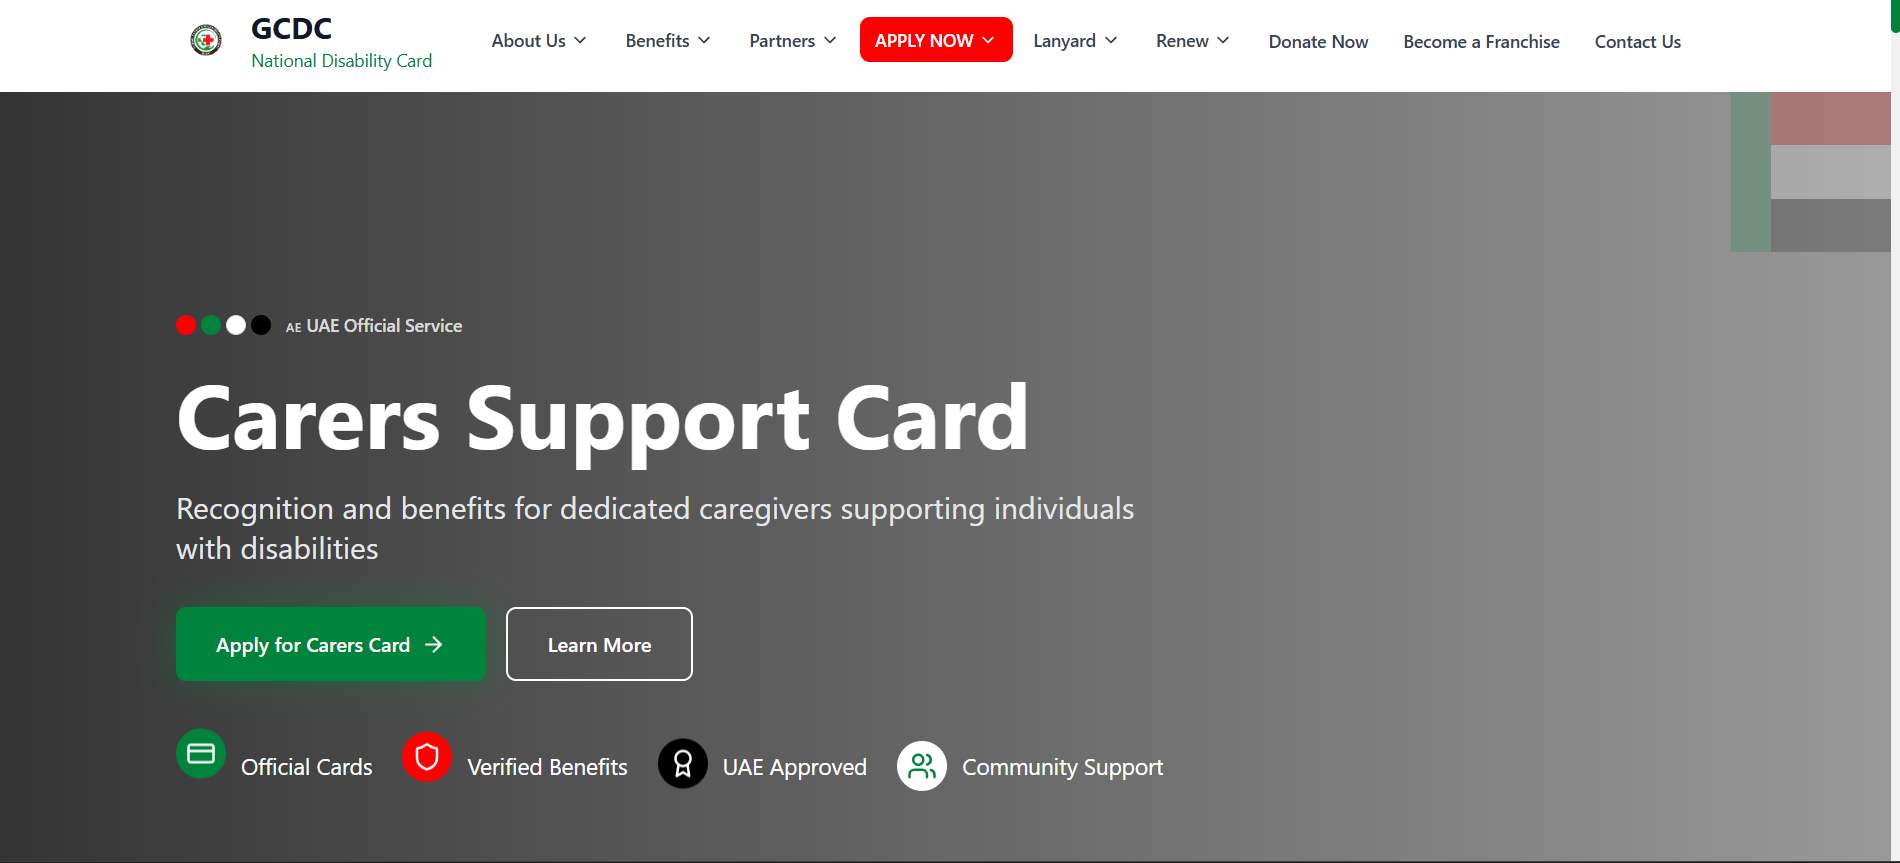 GCDC
National Disability Card
About Us
Benefits
Partners
APPLY NOW
Lanyard
Renew
Donate Now
Become a Franchise
Contact Us
AE UAE Official Service
Carers Support Card
Recognition and benefits for dedicated caregivers supporting individuals
with disabilities
Apply for Carers Card
Learn More
Official Cards
Verified Benefits
UAE Approved
Community Support